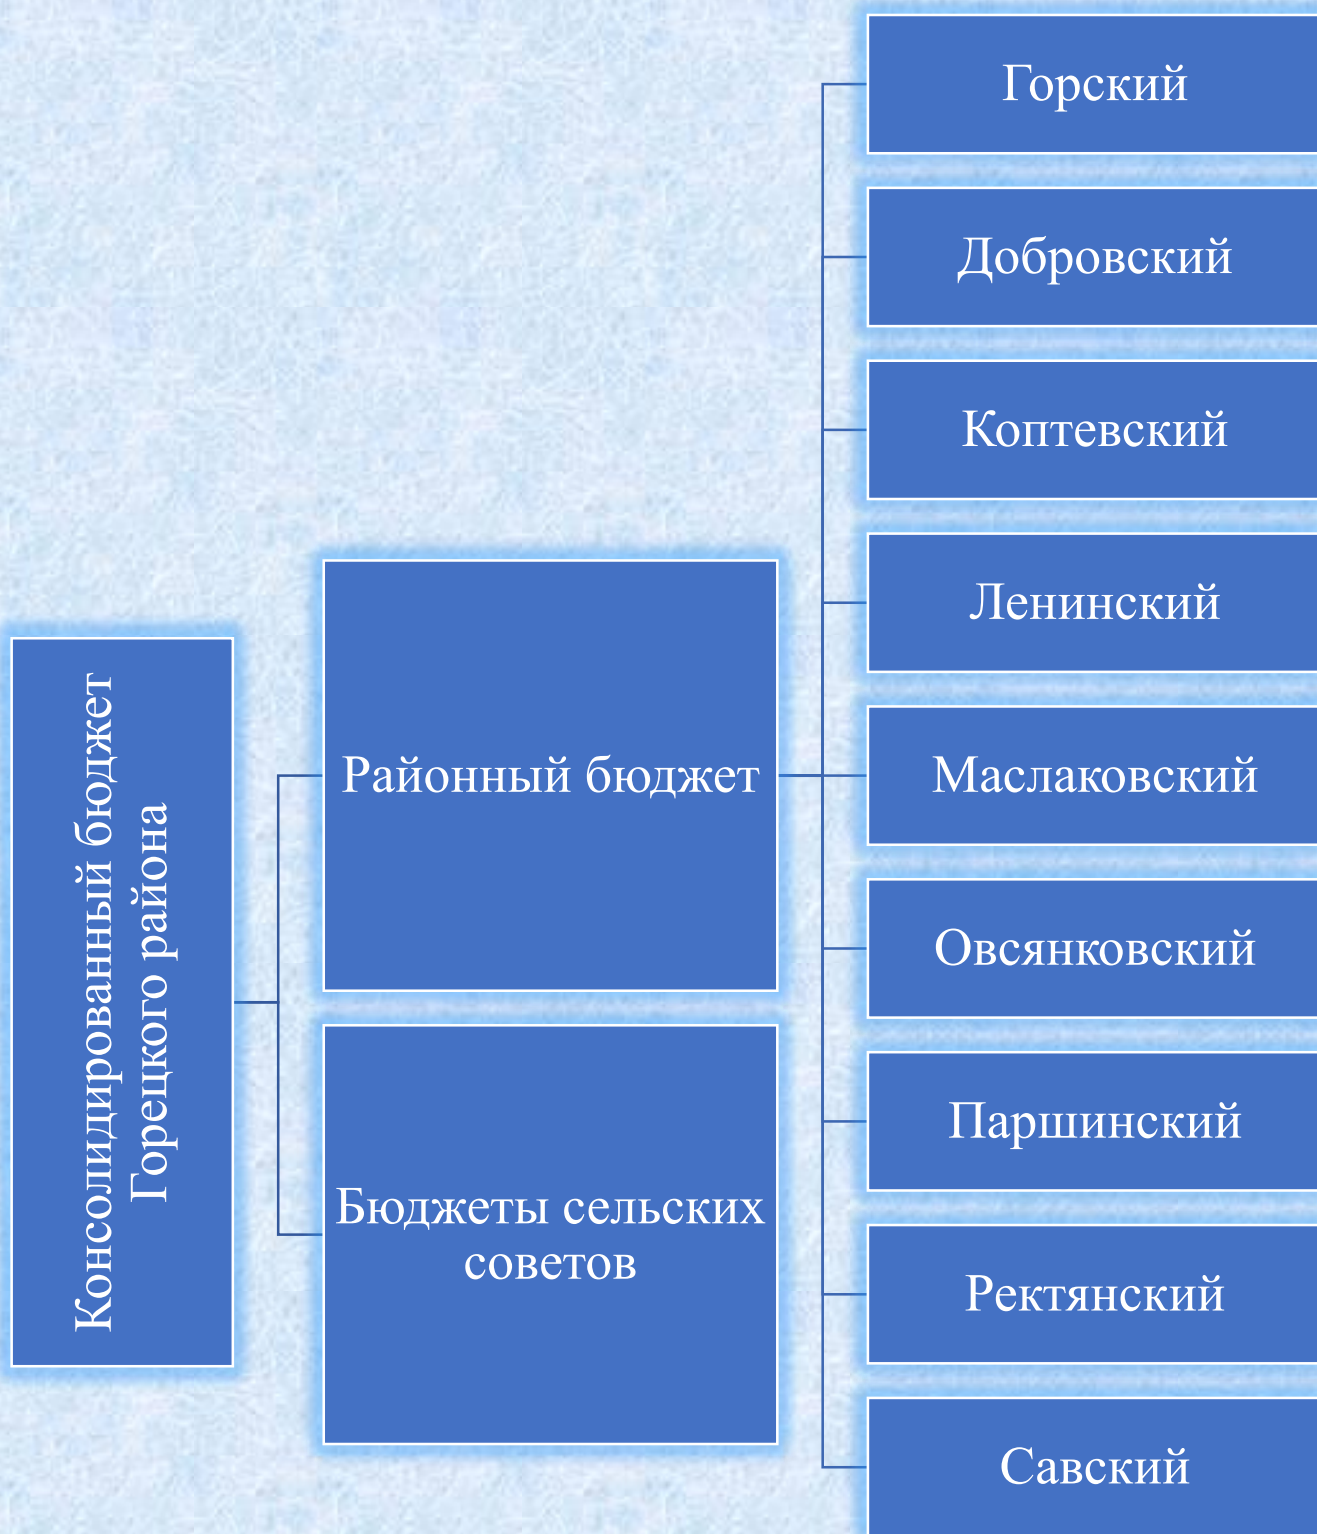 Консолидированный бюджет
Горецкого района
Районный бюджет
Бюджеты сельских
советов
Горский
Добровский
Коптевский
Ленинский
Маслаковский
Овсянковский
Паршинский
Ректянский
Савский